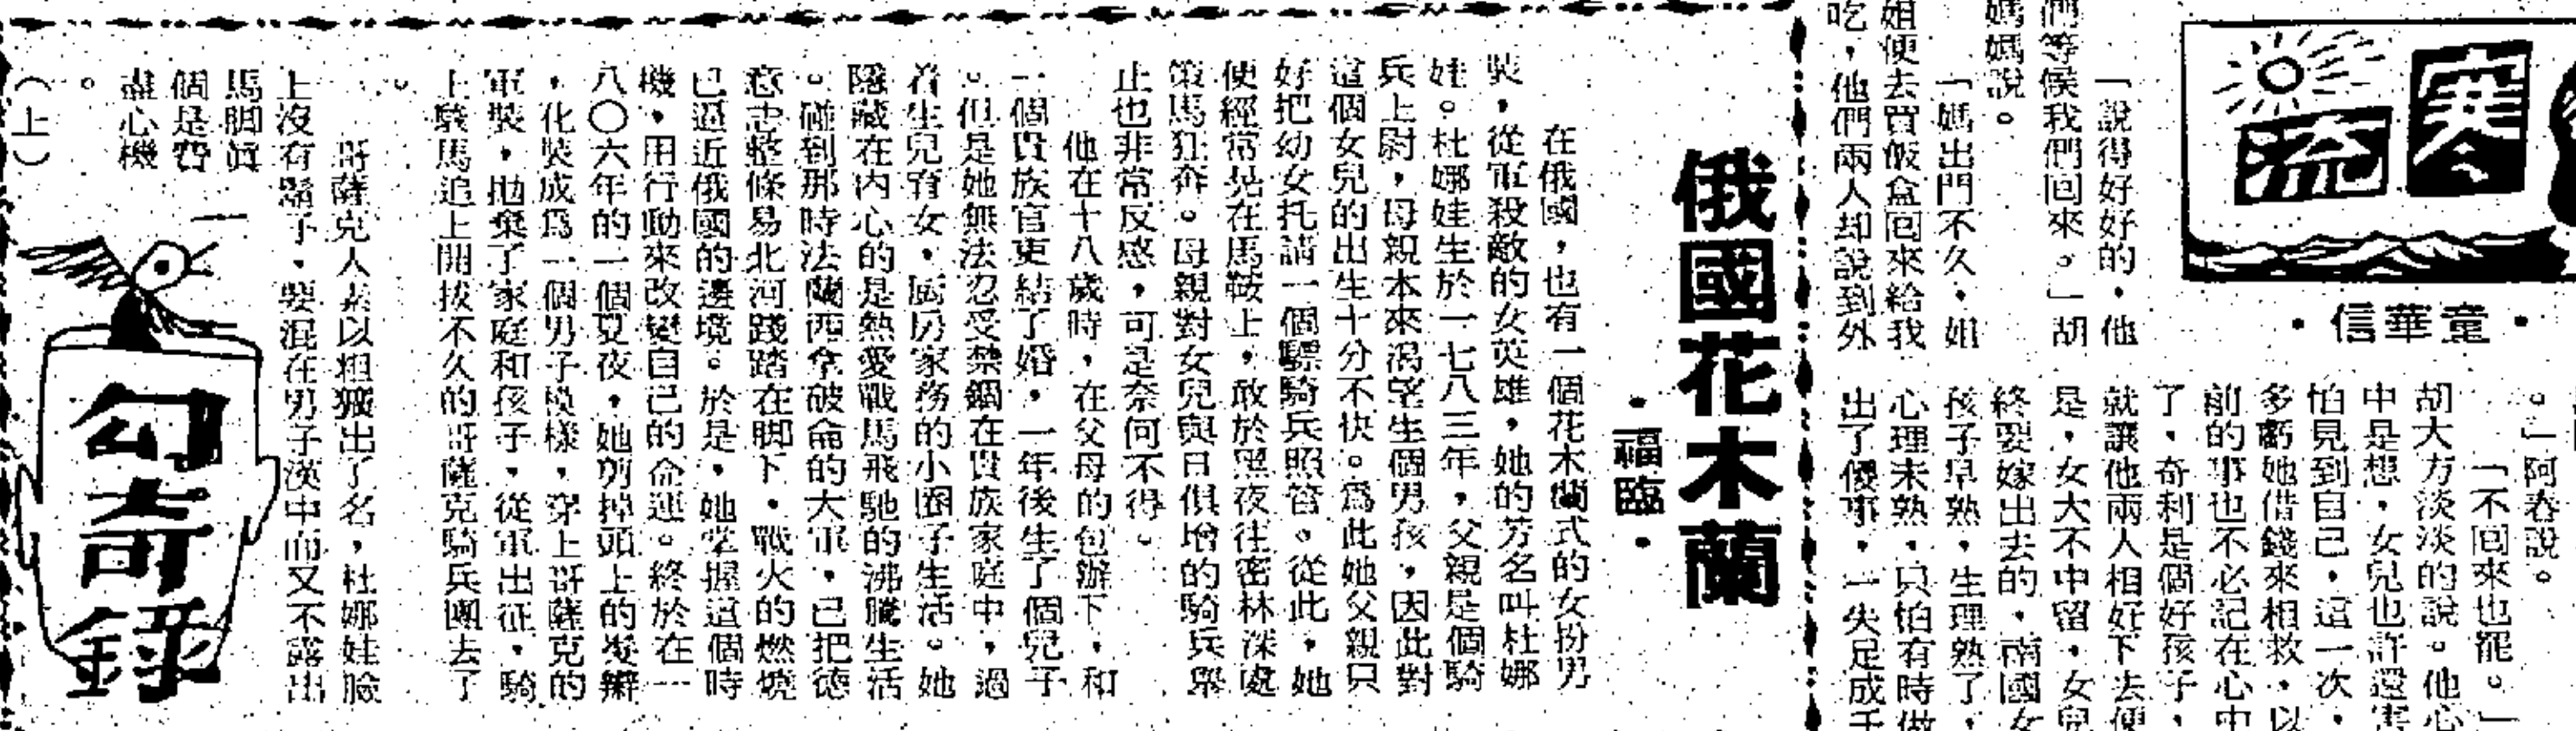 寒
流
·童華信·
「說得好好的，他
們等候我們回來。」胡
媽媽說。
「媽出門不久，姐
姐便去買飯盒回來給我
吃，他們兩人却說到外
。」阿春說。
「不回來也罷。」
胡大方淡淡的說。他心
中是想，女兒也許還害
怕見到自己，這一次，
多虧她借錢來相救，以
前的事也不必記在心中
了，奇利是個好孩子，
就讓他兩人相好下去便
是，女大不中留，女兒
終要嫁出去的，南國女
孩子早熟，生理熟了，
心理未熟，只怕有時做
出了傻事，一失足成千
俄國花木蘭
·福臨·
在俄國，也有一個花木蘭式的女扮男
裝，從軍殺敵的女英雄，她的芳名叫杜娜
娃。杜娜娃生於一七八三年，父親是個騎
兵上尉，母親本來渴望生個男孩，因此對
這個女兒的出生十分不快。爲此她父親只
好把幼女托請一個驃騎兵照管。從此，她
便經常晃在馬鞍上，敢於黑夜往密林深處
策馬狂奔。母親對女兒與日俱增的騎兵舉
止也非常反感，可是奈何不得。
他在十八歲時，在父母的包辦下，和
一個貴族官吏結了婚，一年後生了個兒子
。但是她無法忍受禁錮在貴族家庭中，過
着生兒育女，厨房家務的小圈子生活。她
隱藏在內心的是熱愛戰馬飛馳的沸騰生活
。碰到那時法蘭西拿破侖的大軍，已把德
意志整條易北河踐踏在脚下，戰火的燃燒
已逼近俄國的邊境。於是，她掌握這個時
機，用行動來改變自己的命運。終於在一
八〇六年的一個夏夜，她剪掉頭上的髮辮
，化裝成爲一個男子模樣，穿上哥薩克的
軍裝，拋棄了家庭和孩子，從軍出征，騎
上駿馬追上開拔不久的哥薩克騎兵團去了
。
哥薩克人素以粗獷出了名，杜娜娃臉
上沒有鬍子，要混在男子漢中而又不露出
馬脚眞
個是費
盡心機
。
（上）
勾奇錄